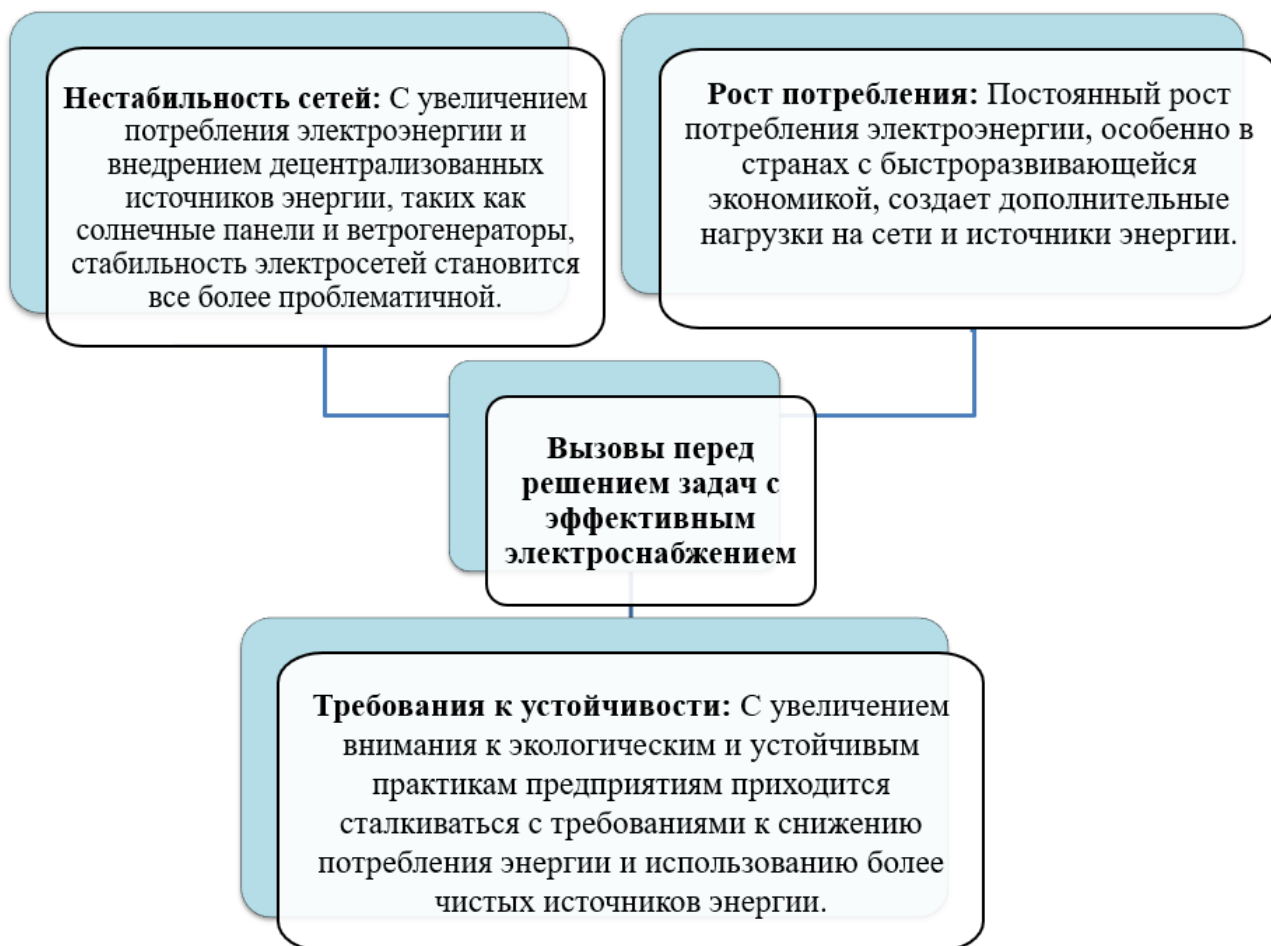 Нестабильность сетей: С увеличением
потребления электроэнергии и
внедрением децентрализованных
источников энергии, таких как
солнечные панели и ветрогенераторы,
стабильность электросетей становится
все более проблематичной.
Рост потребления: Постоянный рост
потребления электроэнергии, особенно в
странах с быстроразвивающейся
экономикой, создает дополнительные
нагрузки на сети и источники энергии.
Вызовы перед
решением задач с
эффективным
электроснабжением
Требования к устойчивости: С увеличением
внимания к экологическим и устойчивым
практикам предприятиям приходится
сталкиваться с требованиями к снижению
потребления энергии и использованию более
чистых источников энергии.